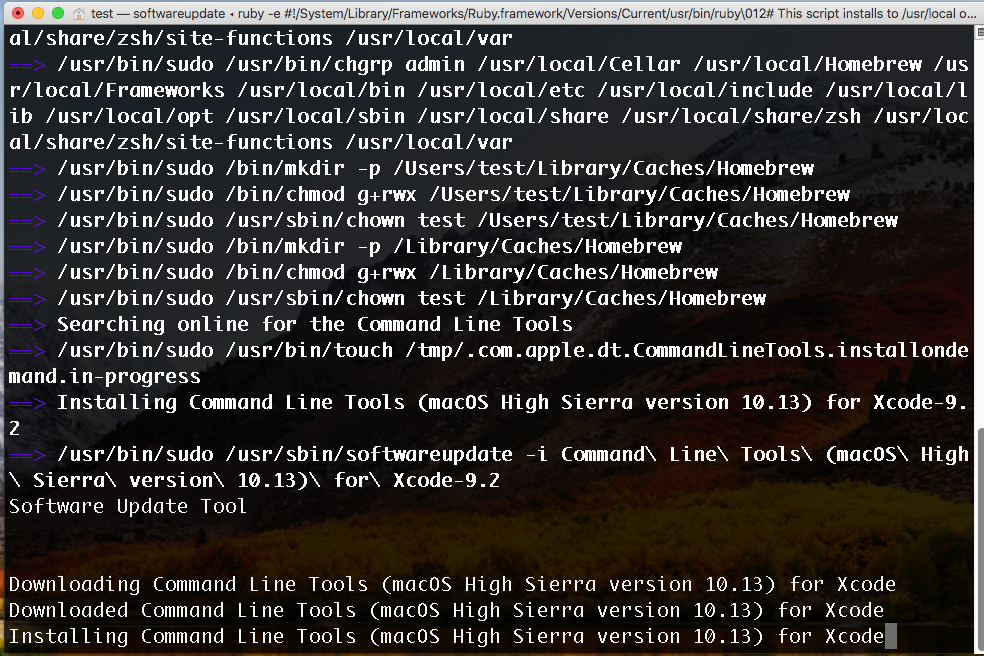 test — softwareupdate ◂ ruby -e #!/System/Library/Frameworks/Ruby.framework/Versions/Current/usr/bin/ruby\012# This script installs to /usr/local o...
al/share/zsh/site-functions /usr/local/var
==> /usr/bin/sudo /usr/bin/chgrp admin /usr/local/Cellar /usr/local/Homebrew /us
r/local/Frameworks /usr/local/bin /usr/local/etc /usr/local/include /usr/local/l
ib /usr/local/opt /usr/local/sbin /usr/local/share /usr/local/share/zsh /usr/loc
al/share/zsh/site-functions /usr/local/var
==> /usr/bin/sudo /bin/mkdir -p /Users/test/Library/Caches/Homebrew
==> /usr/bin/sudo /bin/chmod g+rwx /Users/test/Library/Caches/Homebrew
==> /usr/bin/sudo /usr/sbin/chown test /Users/test/Library/Caches/Homebrew
==> /usr/bin/sudo /bin/mkdir -p /Library/Caches/Homebrew
==> /usr/bin/sudo /bin/chmod g+rwx /Library/Caches/Homebrew
==> /usr/bin/sudo /usr/sbin/chown test /Library/Caches/Homebrew
==> Searching online for the Command Line Tools
==> /usr/bin/sudo /usr/bin/touch /tmp/.com.apple.dt.CommandLineTools.installonde
mand.in-progress
==> Installing Command Line Tools (macOS High Sierra version 10.13) for Xcode-9.
2
==> /usr/bin/sudo /usr/sbin/softwareupdate -i Command\ Line\ Tools\ (macOS\ High
\ Sierra\ version\ 10.13)\ for\ Xcode-9.2
Software Update Tool
Downloading Command Line Tools (macOS High Sierra version 10.13) for Xcode
Downloaded Command Line Tools (macOS High Sierra version 10.13) for Xcode
Installing Command Line Tools (macOS High Sierra version 10.13) for Xcode